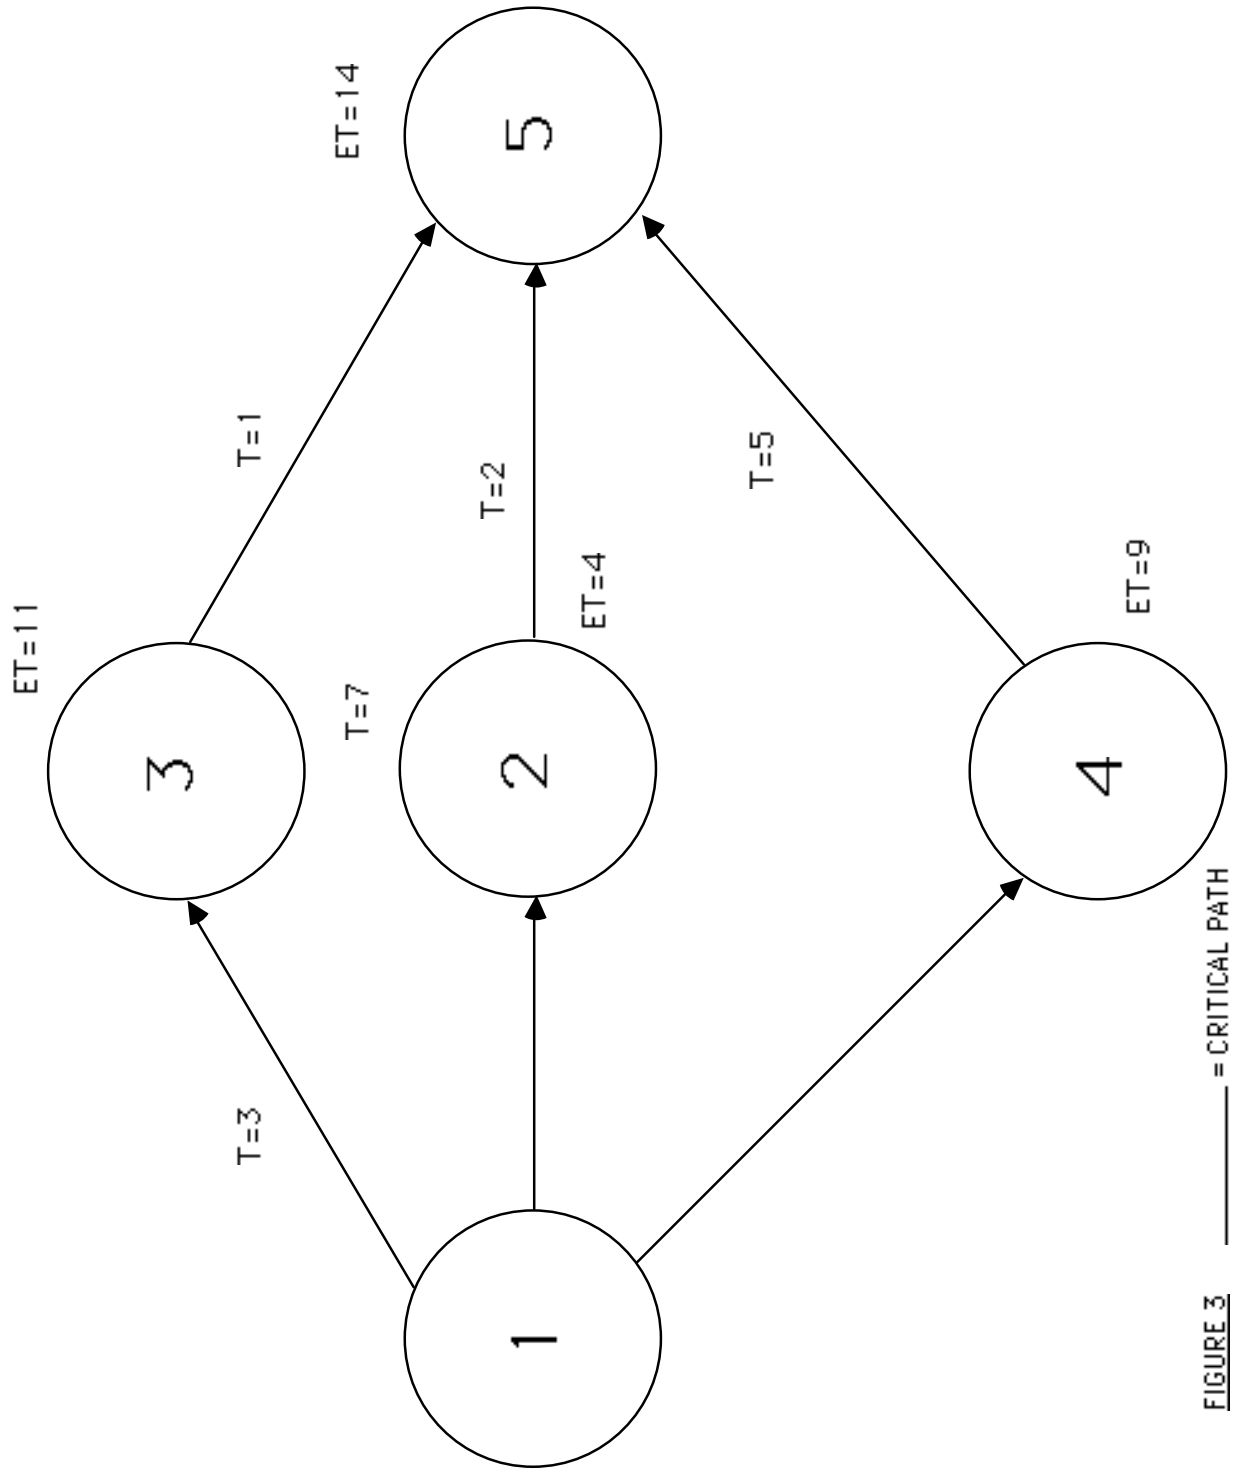 ET=11
3
T=3
T=1
ET=14
T=7
1
2
T=2
5
ET=4
T=5
4
ET=9
FIGURE 3
= CRITICAL PATH